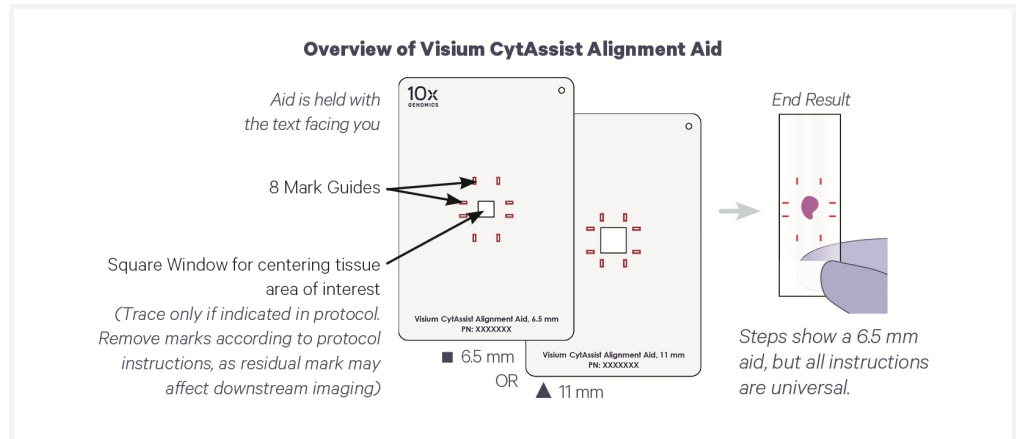 Overview of Visium CytAssist Alignment Aid
Aid is held with
the text facing you
10x
GENOMICS
End Result
8 Mark Guides
Square Window for centering tissue
area of interest
(Trace only if indicated in protocol.
Remove marks according to protocol
instructions, as residual mark may
affect downstream imaging)
Visium CytAssist Alignment Aid, 6.5 mm
PN: XXXXXXX
6.5 mm
OR
Visium CytAssist Alignment Aid, 11 mm
PN: XXXXXXX
11 mm
Steps show a 6.5 mm
aid, but all instructions
are universal.